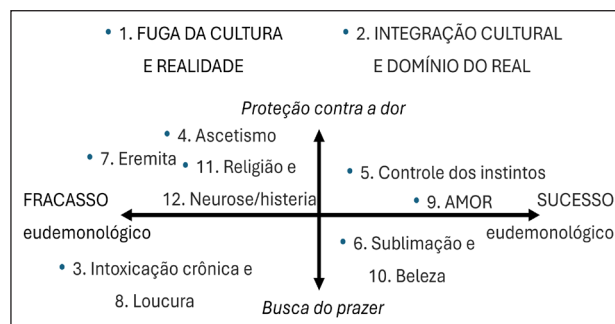 • 1. FUGA DA CULTURA
E REALIDADE
• 2. INTEGRAÇÃO CULTURAL
E DOMÍNIO DO REAL
Proteção contra a dor
• 4. Ascetismo
• 7. Eremita
• 11. Religião e
12. Neurose/histeria
• 5. Controle dos instintos
• 9. AMOR
FRACASSO
eudemonológico
SUCESSO
eudemonológico
• 3. Intoxicação crônica e
8. Loucura
• 6. Sublimação e
10. Beleza
Busca do prazer